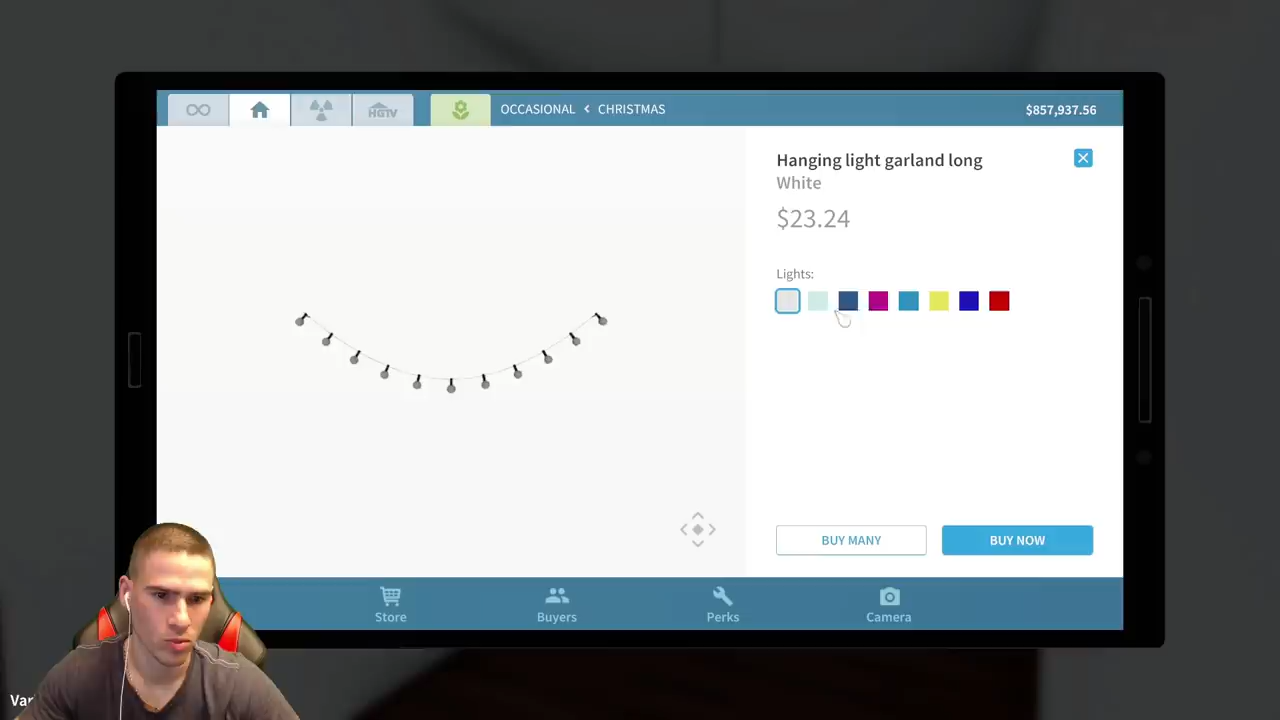 HGTV
OCCASIONAL < CHRISTMAS
$857,937.56
Hanging light garland long
White
$23.24
Lights:
BUY MANY
BUY NOW
Store
Buyers
Perks
Camera